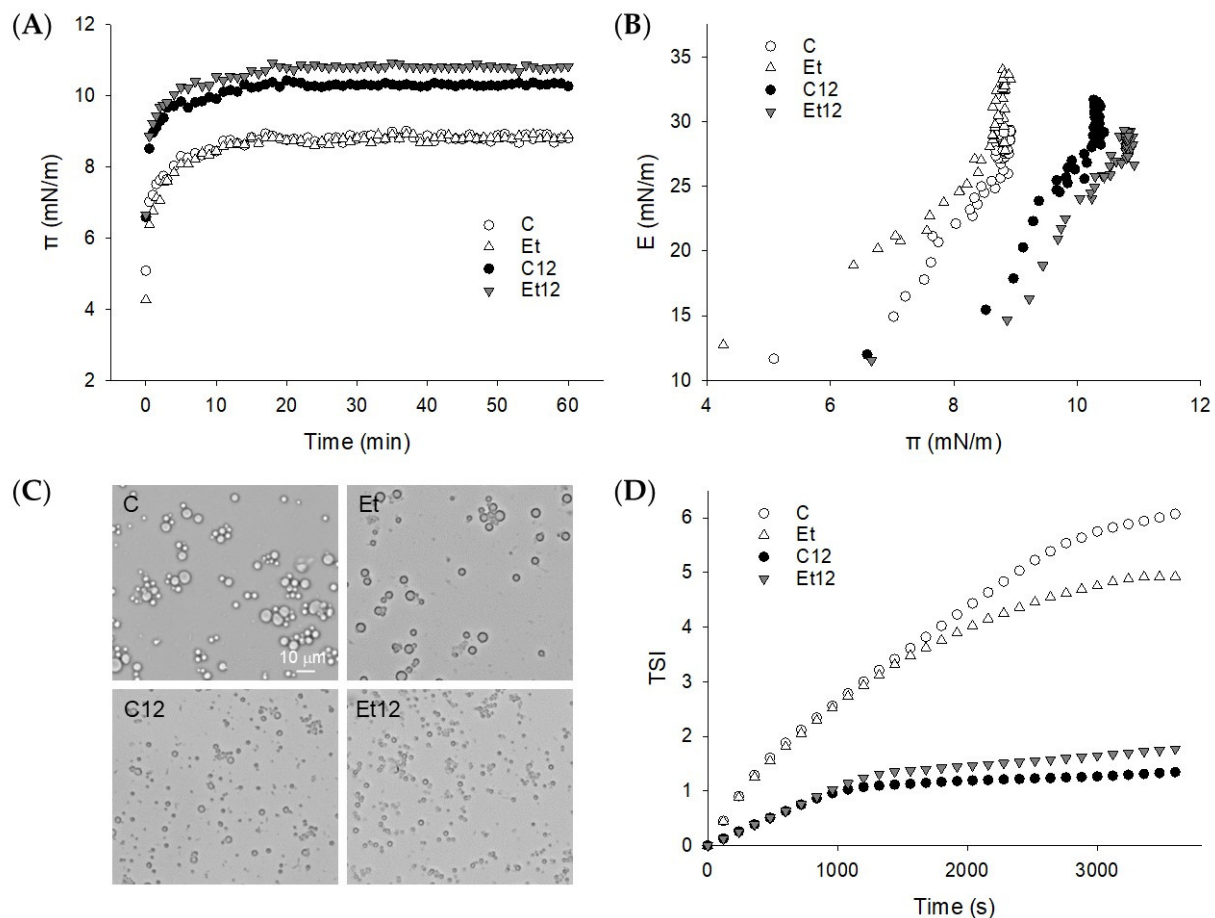 (A)
12
10
8
6
4
2
π (mN/m)
0 10 20 30 40 50 60
Time (min)
C
Et
C12
Et12
(B)
35
30
25
20
15
10
E (mN/m)
4 6 8 10 12
π (mN/m)
C
Et
C12
Et12
(C)
C
10 μm
Et
C12
Et12
(D)
6
5
4
3
2
1
0
TSI
0 1000 2000 3000
Time (s)
C
Et
C12
Et12